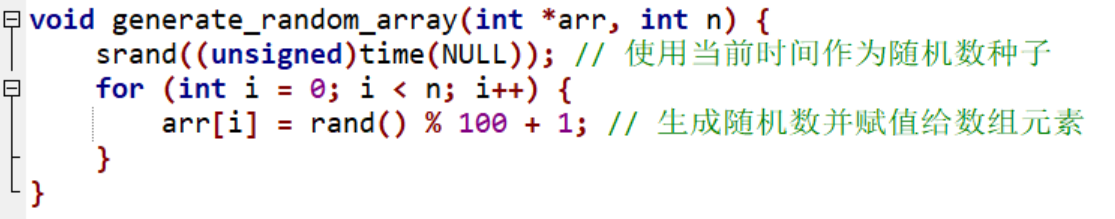 void generate_random_array(int *arr, int n) {
    srand((unsigned)time(NULL)); // 使用当前时间作为随机数种子
    for (int i = 0; i < n; i++) {
        arr[i] = rand() % 100 + 1; // 生成随机数并赋值给数组元素
    }
}